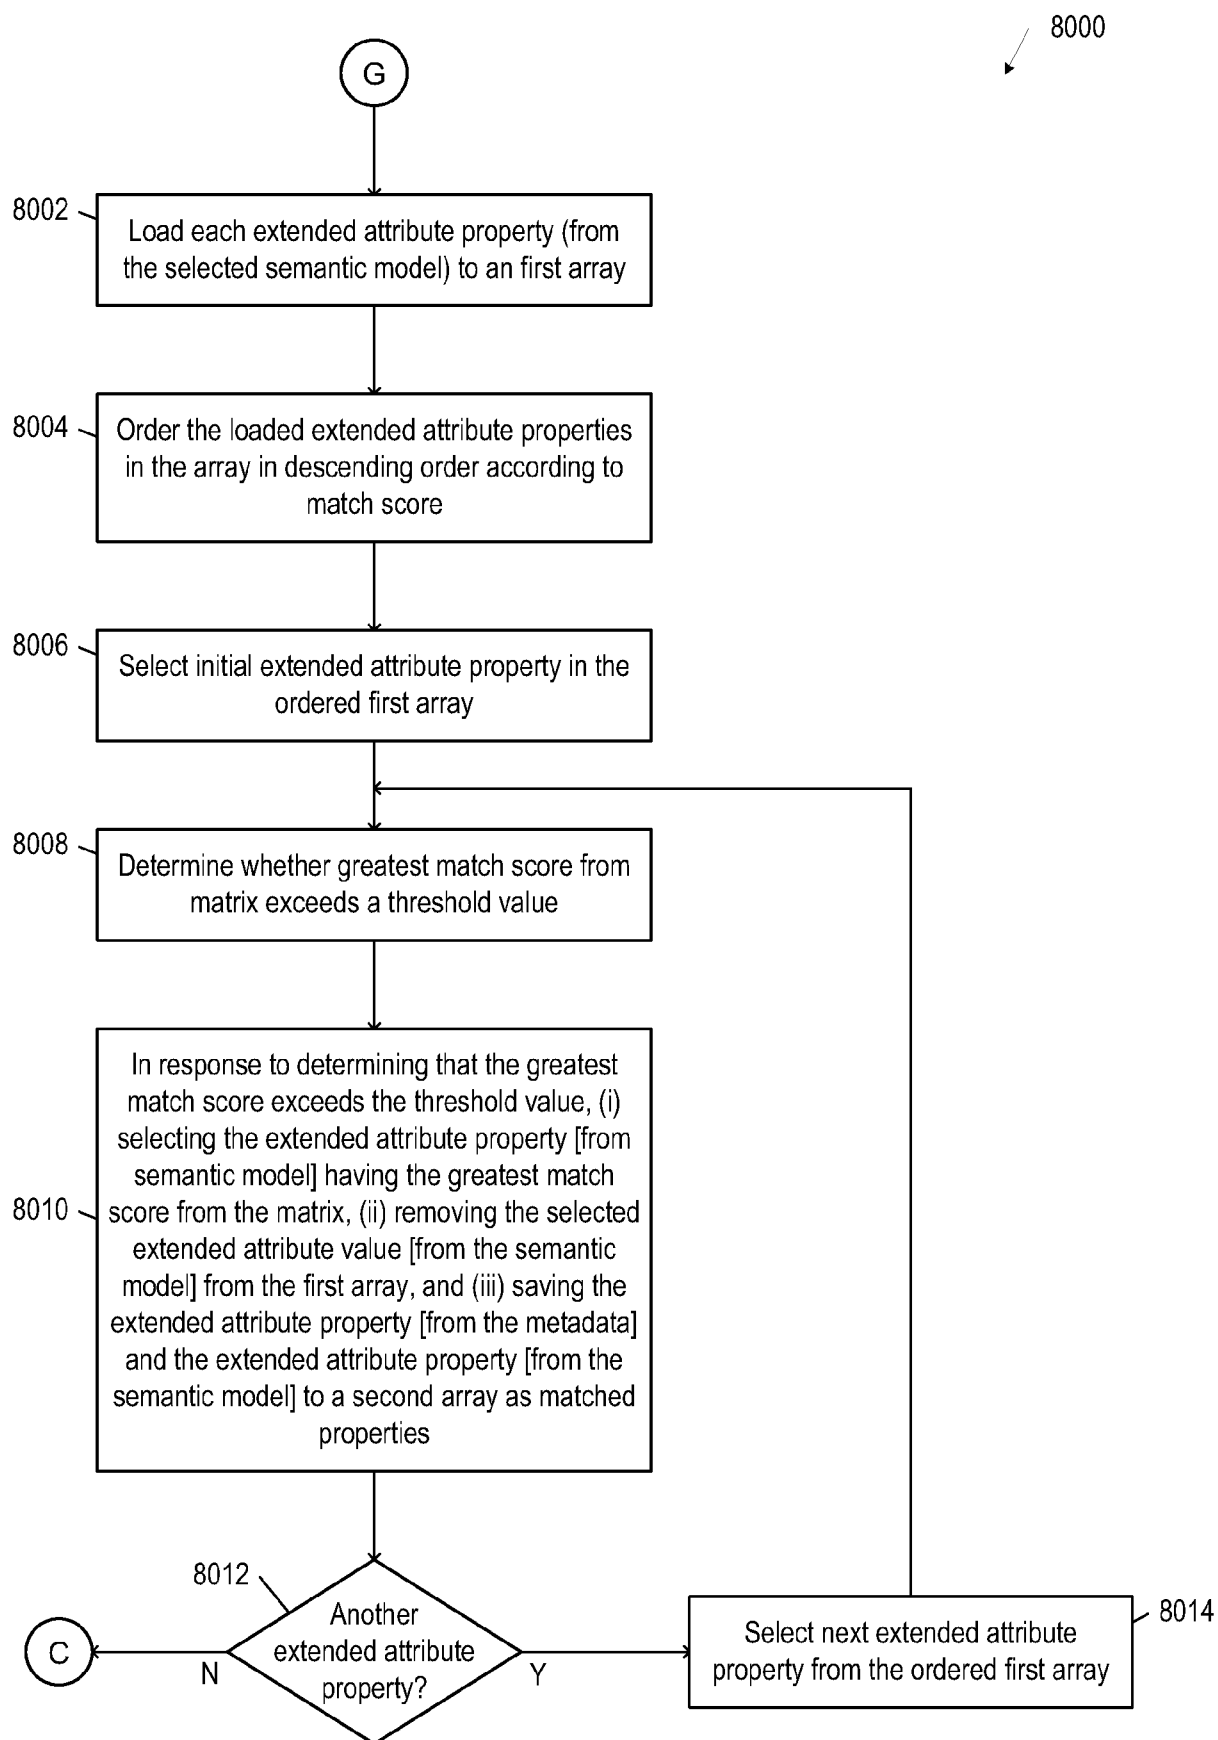 8000
G
8002
Load each extended attribute property (from
the selected semantic model) to an first array
8004
Order the loaded extended attribute properties
in the array in descending order according to
match score
8006
Select initial extended attribute property in the
ordered first array
8008
Determine whether greatest match score from
matrix exceeds a threshold value
8010
In response to determining that the greatest
match score exceeds the threshold value, (i)
selecting the extended attribute property [from
semantic model] having the greatest match
score from the matrix, (ii) removing the selected
extended attribute value [from the semantic
model] from the first array, and (iii) saving the
extended attribute property [from the metadata]
and the extended attribute property [from the
semantic model] to a second array as matched
properties
8012
Another
extended attribute
property?
N
C
Y
8014
Select next extended attribute
property from the ordered first array